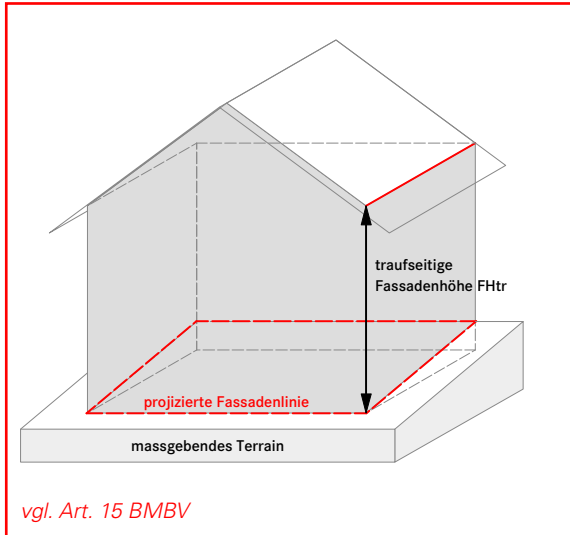 traufseitige
Fassadenhöhe FHtr
projizierte Fassadenlinie
massgebendes Terrain
vgl. Art. 15 BMBV